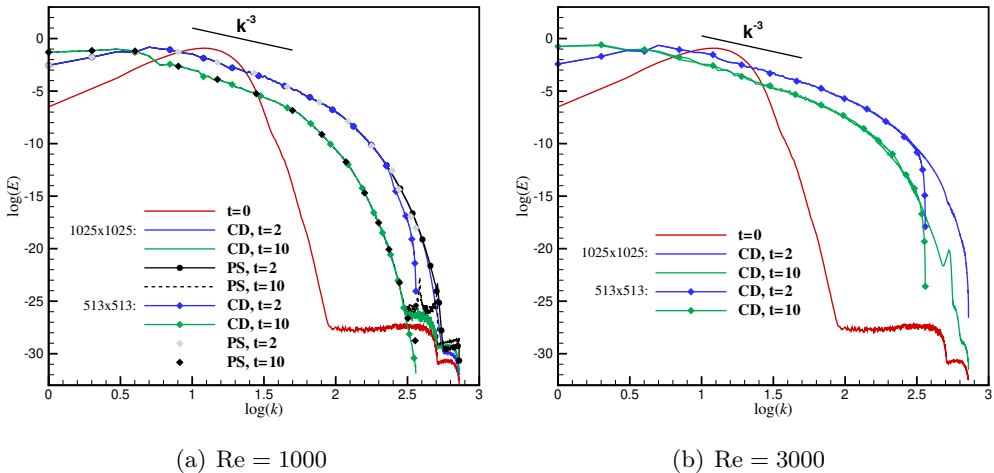 k⁻³
0
-5
-10
-15
-20
-25
-30
log(E)
t=0
1025x1025: CD, t=2
CD, t=10
PS, t=2
PS, t=10
513x513: CD, t=2
CD, t=10
PS, t=2
PS, t=10
0 0.5 1 1.5 2 2.5 3
log(k)
(a) Re = 1000
k⁻³
0
-5
-10
-15
-20
-25
-30
log(E)
t=0
1025x1025: CD, t=2
CD, t=10
513x513: CD, t=2
CD, t=10
0 0.5 1 1.5 2 2.5 3
log(k)
(b) Re = 3000